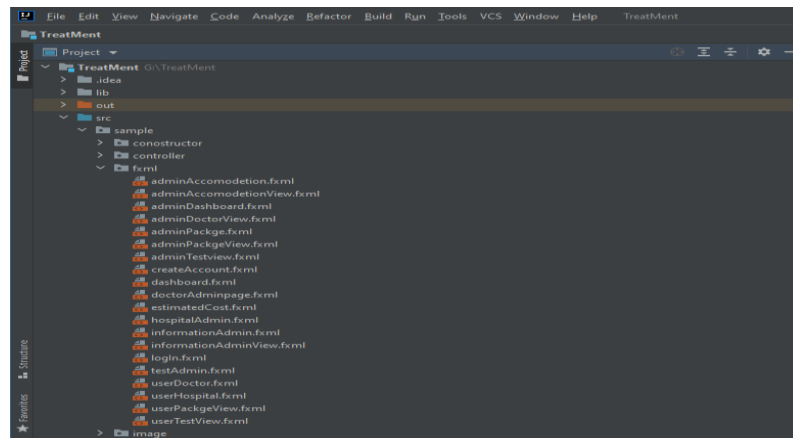 File Edit View Navigate Code Analyze Refactor Build Run Tools VCS Window Help TreatMent
TreatMent
Project
Project
TreatMent G:\TreatMent
.idea
lib
out
src
sample
conostructor
controller
fxml
adminAccomodetion.fxml
adminAccomodetionView.fxml
adminDashboard.fxml
adminDoctorView.fxml
adminPackge.fxml
adminPackgeView.fxml
adminTestview.fxml
createAccount.fxml
dashboard.fxml
doctorAdminpage.fxml
estimatedCost.fxml
hospitalAdmin.fxml
informationAdmin.fxml
informationAdminView.fxml
logIn.fxml
testAdmin.fxml
userDoctor.fxml
userHospital.fxml
userPackgeView.fxml
userTestView.fxml
image
Structure
Favorites